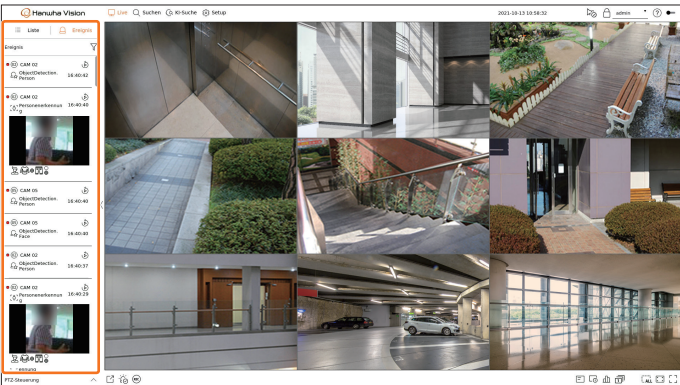 Hanwha Vision
Live Suchen KI-Suche Setup
2021-10-13 10:58:32
admin
Liste Ereignis
Ereignis
CAM 02
ObjectDetection.
Person
16:40:42
CAM 02
Personenerkennun
g
16:40:40
CAM 05
ObjectDetection.
Person
16:40:40
CAM 05
ObjectDetection.
Face
16:40:40
CAM 02
ObjectDetection.
Person
16:40:37
CAM 02
Personenerkennun
g
16:40:29
ennung
PTZ-Steuerung
ALL